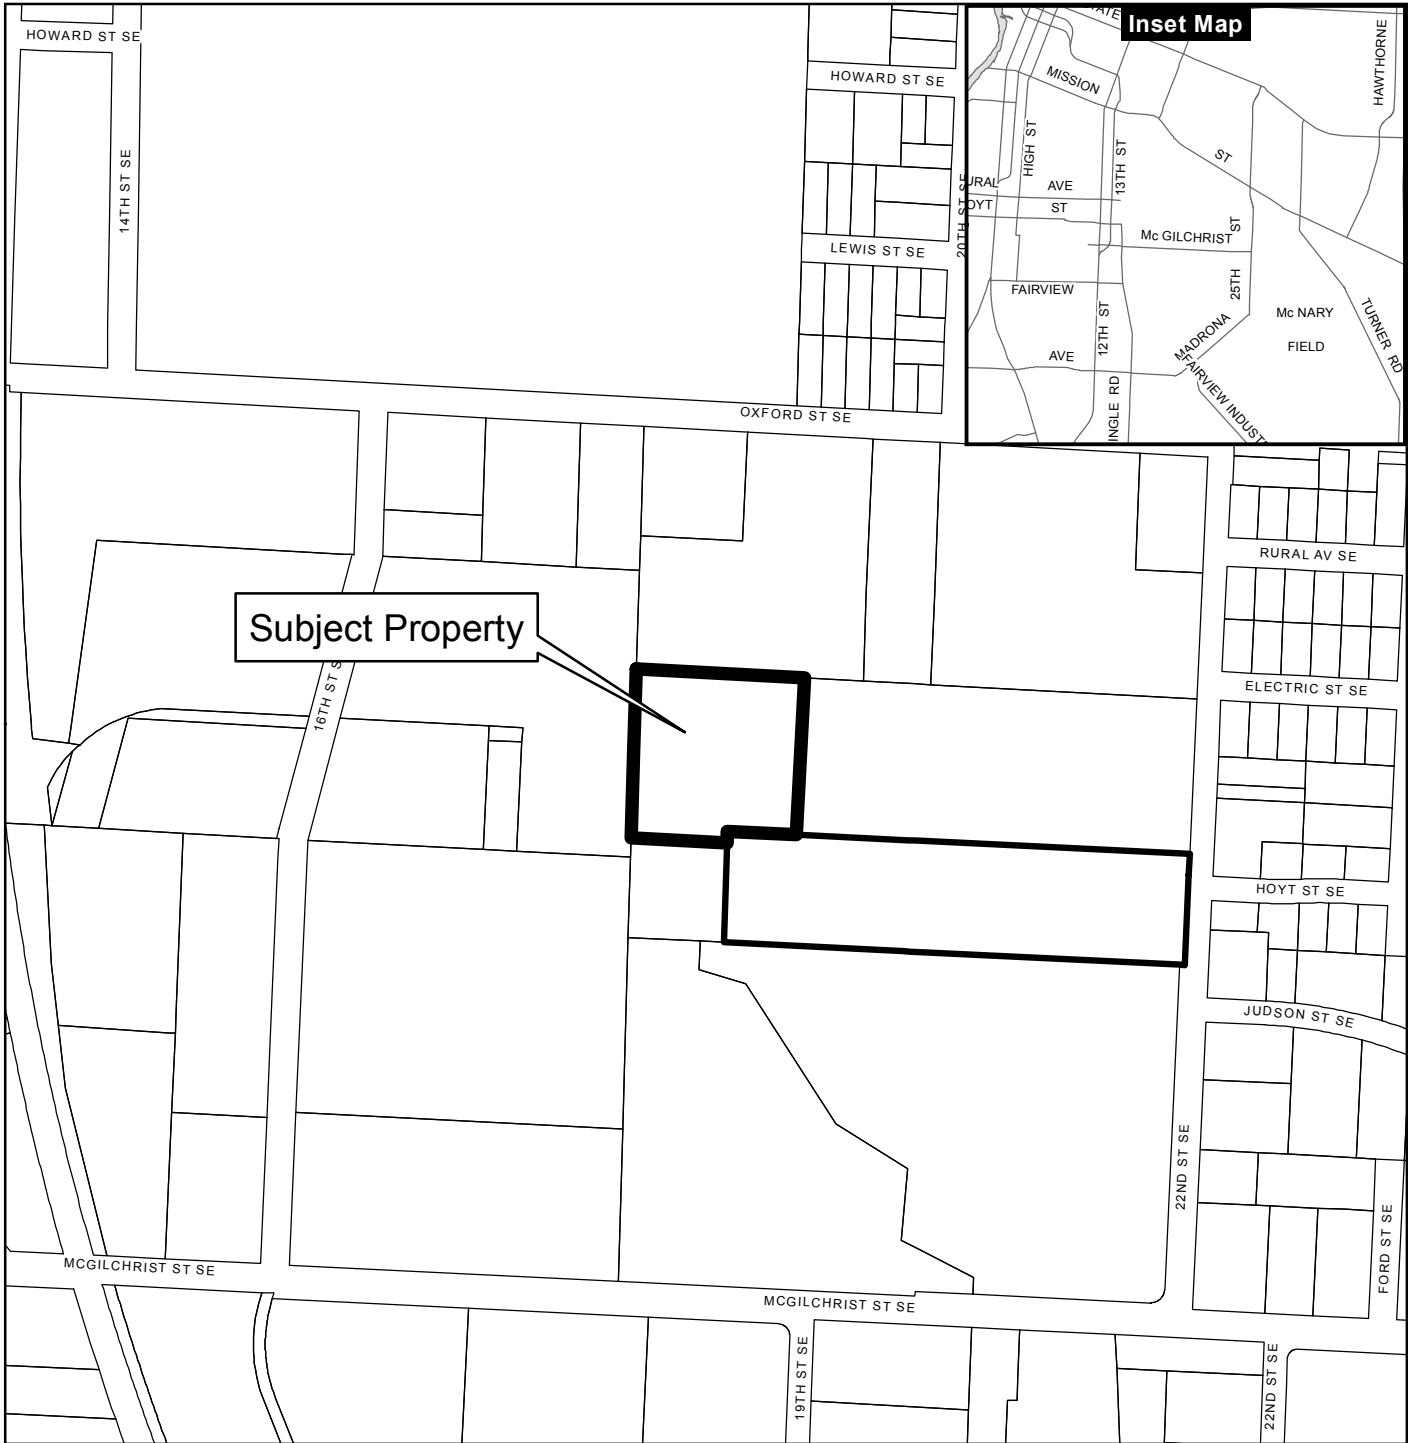 HOWARD ST SE
14TH ST SE
HOWARD ST SE
LEWIS ST SE
20TH ST SE
OXFORD ST SE
Inset Map
MISSION
ST
HAWTHORNE
HIGH ST
13TH ST
AVE
ST
Mc GILCHRIST
25TH
ST
FAIRVIEW
AVE
12TH ST
MADRONA
Mc NARY
FIELD
TURNER RD
FAIRVIEW INDUST
INGLE RD
URAL
OYT
RURAL AV SE
ELECTRIC ST SE
Subject Property
16TH ST S
HOYT ST SE
JUDSON ST SE
22ND ST SE
FORD ST SE
MCGILCHRIST ST SE
MCGILCHRIST ST SE
19TH ST SE
22ND ST SE